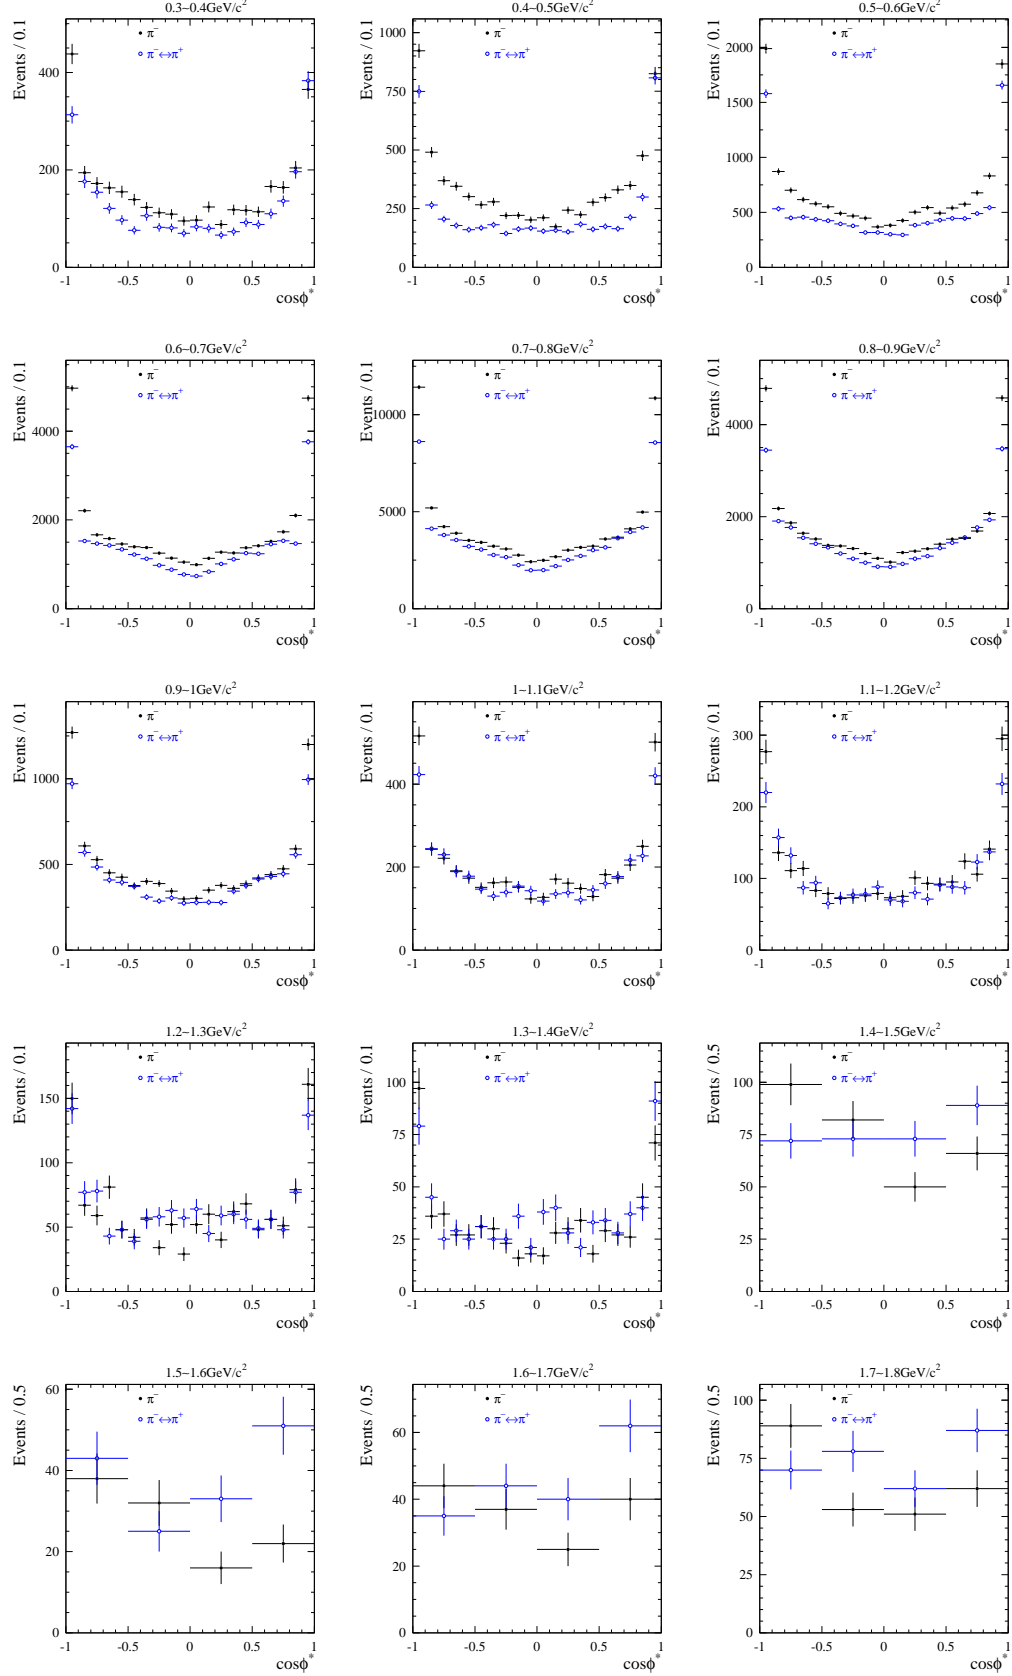 0.3~0.4GeV/c²
Events / 0.1
π⁻
π⁻↔π⁺
400
200
0
-1 -0.5 0 0.5 1
cosϕ*
0.4~0.5GeV/c²
Events / 0.1
π⁻
π⁻↔π⁺
1000
750
500
250
0
-1 -0.5 0 0.5 1
cosϕ*
0.5~0.6GeV/c²
Events / 0.1
π⁻
π⁻↔π⁺
2000
1500
1000
500
0
-1 -0.5 0 0.5 1
cosϕ*
0.6~0.7GeV/c²
Events / 0.1
π⁻
π⁻↔π⁺
4000
2000
0
-1 -0.5 0 0.5 1
cosϕ*
0.7~0.8GeV/c²
Events / 0.1
π⁻
π⁻↔π⁺
10000
5000
0
-1 -0.5 0 0.5 1
cosϕ*
0.8~0.9GeV/c²
Events / 0.1
π⁻
π⁻↔π⁺
4000
2000
0
-1 -0.5 0 0.5 1
cosϕ*
0.9~1GeV/c²
Events / 0.1
π⁻
π⁻↔π⁺
1000
500
0
-1 -0.5 0 0.5 1
cosϕ*
1~1.1GeV/c²
Events / 0.1
π⁻
π⁻↔π⁺
400
200
0
-1 -0.5 0 0.5 1
cosϕ*
1.1~1.2GeV/c²
Events / 0.1
π⁻
π⁻↔π⁺
300
200
100
0
-1 -0.5 0 0.5 1
cosϕ*
1.2~1.3GeV/c²
Events / 0.1
π⁻
π⁻↔π⁺
150
100
50
0
-1 -0.5 0 0.5 1
cosϕ*
1.3~1.4GeV/c²
Events / 0.1
π⁻
π⁻↔π⁺
100
75
50
25
0
-1 -0.5 0 0.5 1
cosϕ*
1.4~1.5GeV/c²
Events / 0.5
π⁻
π⁻↔π⁺
100
75
50
25
0
-1 -0.5 0 0.5 1
cosϕ*
1.5~1.6GeV/c²
Events / 0.5
π⁻
π⁻↔π⁺
60
40
20
0
-1 -0.5 0 0.5 1
cosϕ*
1.6~1.7GeV/c²
Events / 0.5
π⁻
π⁻↔π⁺
60
40
20
0
-1 -0.5 0 0.5 1
cosϕ*
1.7~1.8GeV/c²
Events / 0.5
π⁻
π⁻↔π⁺
100
75
50
25
0
-1 -0.5 0 0.5 1
cosϕ*